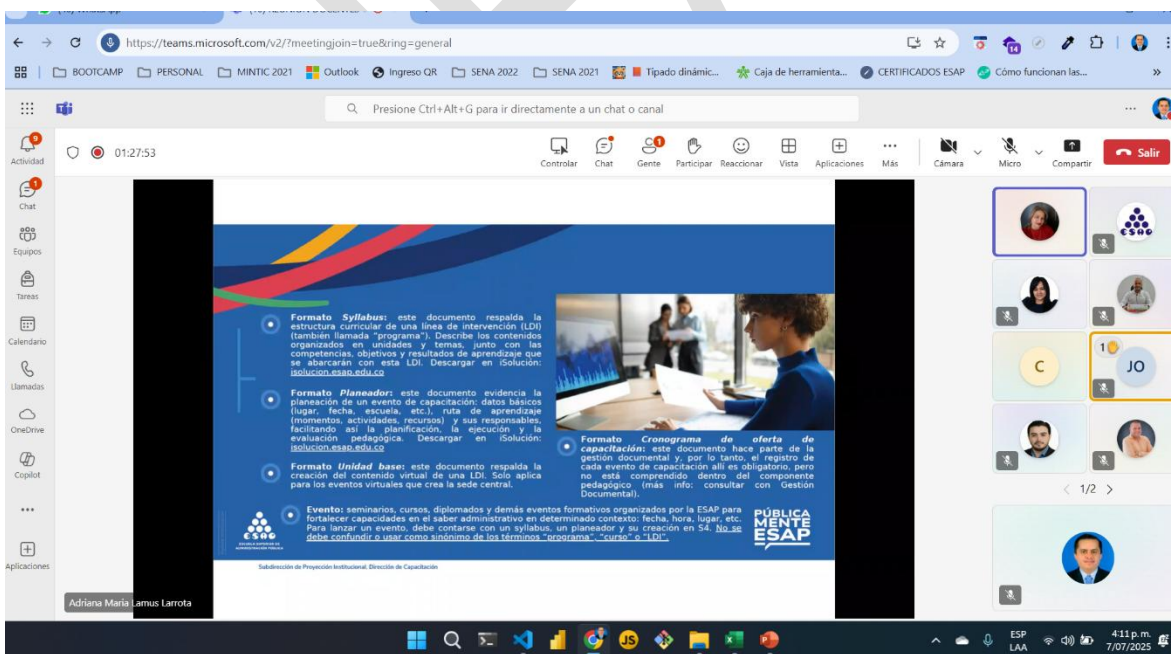 https://teams.microsoft.com/v2/?meetingjoin=true&ring=general
14
BOOTCAMP PERSONAL MINTIC 2021 Outlook Ingreso QR SENA 2022 SENA 2021 Tipado dinámic... Caja de herramienta... CERTIFICADOS ESAP Cómo funcionan las... »
Presione Ctrl+Alt+G para ir directamente a un chat o canal
9
Actividad
01:27:53
Controlar Chat Gente Participar Reaccionar Vista Aplicaciones Más Cámara Micro Compartir Salir
1
1
Chat
Equipos
Tareas
Calendario
Llamadas
OneDrive
Copilot
Aplicaciones
Formato Syllabus: este documento respalda la
estructura curricular de una línea de intervención (LDI)
(también llamada "programa"). Describe los contenidos
organizados en unidades y temas, junto con las
competencias, objetivos y resultados de aprendizaje que
se abarcarán con esta LDI. Descargar en iSolución:
isolucion.esap.edu.co
Formato Planeador: este documento evidencia la
planeación de un evento de capacitación: datos básicos
(lugar, fecha, escuela, etc.), ruta de aprendizaje
(momentos, actividades, recursos) y sus responsables,
facilitando así la planificación, la ejecución y la
evaluación pedagógica. Descargar en iSolución:
isolucion.esap.edu.co
Formato Unidad base: este documento respalda la
creación del contenido virtual de una LDI. Solo aplica
para los eventos virtuales que crea la sede central.
Formato Cronograma de oferta de
capacitación: este documento hace parte de la
gestión documental y, por lo tanto, el registro de
cada evento de capacitación allí es obligatorio, pero
no está comprendido dentro del componente
pedagógico (más info: consultar con Gestión
Documental).
Evento: seminarios, cursos, diplomados y demás eventos formativos organizados por la ESAP para
fortalecer capacidades en el saber administrativo en determinado contexto: fecha, hora, lugar, etc.
Para lanzar un evento, debe contarse con un syllabus, un planeador y su creación en S4. No se
debe confundir o usar como sinónimo de los términos "programa", "curso" o "LDI".
ESAP
ESCUELA SUPERIOR DE
ADMINISTRACIÓN PÚBLICA
PÚBLICA
MENTE
ESAP
Subdirección de Proyección Institucional. Dirección de Capacitación
Adriana Maria Lamus Larrota
ESAP
C
1
JO
1/2
JS
ESP
LAA
4:11 p. m.
7/07/2025